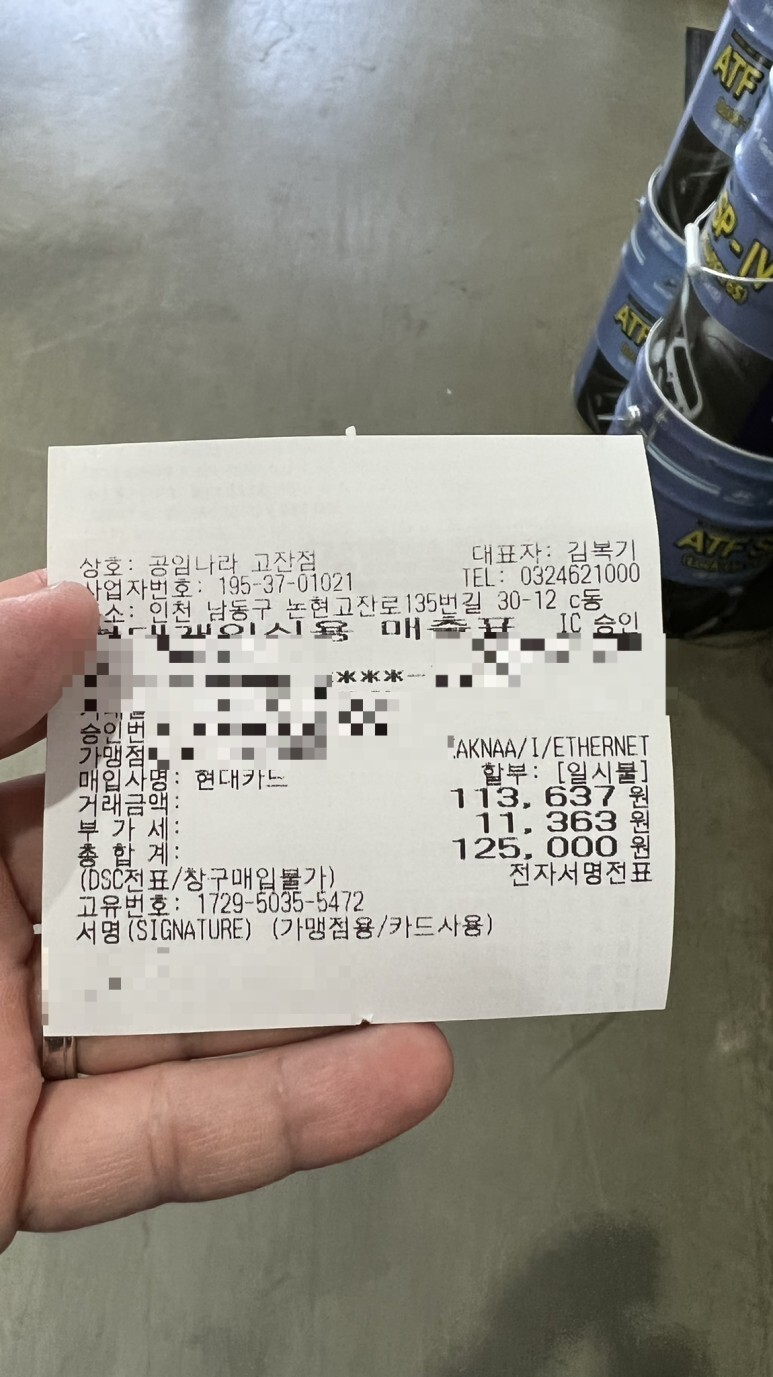 ATF
SP-IV
ATF
ATF S
상호: 공임나라 고잔점 대표자: 김복기
사업자번호: 195-37-01021 TEL: 0324621000
인천 남동구 논현고잔로135번길 30-12 c동
매출표 IC 승인
***
승인번
가맹점 AKNAA/I/ETHERNET
매입사명: 현대카드 할부: [일시불]
거래금액: 113,637 원
부 가 세: 11,363 원
총 합 계: 125,000 원
(DSC전표/창구매입불가) 전자서명전표
고유번호: 1729-5035-5472
서명(SIGNATURE) (가맹점용/카드사용)